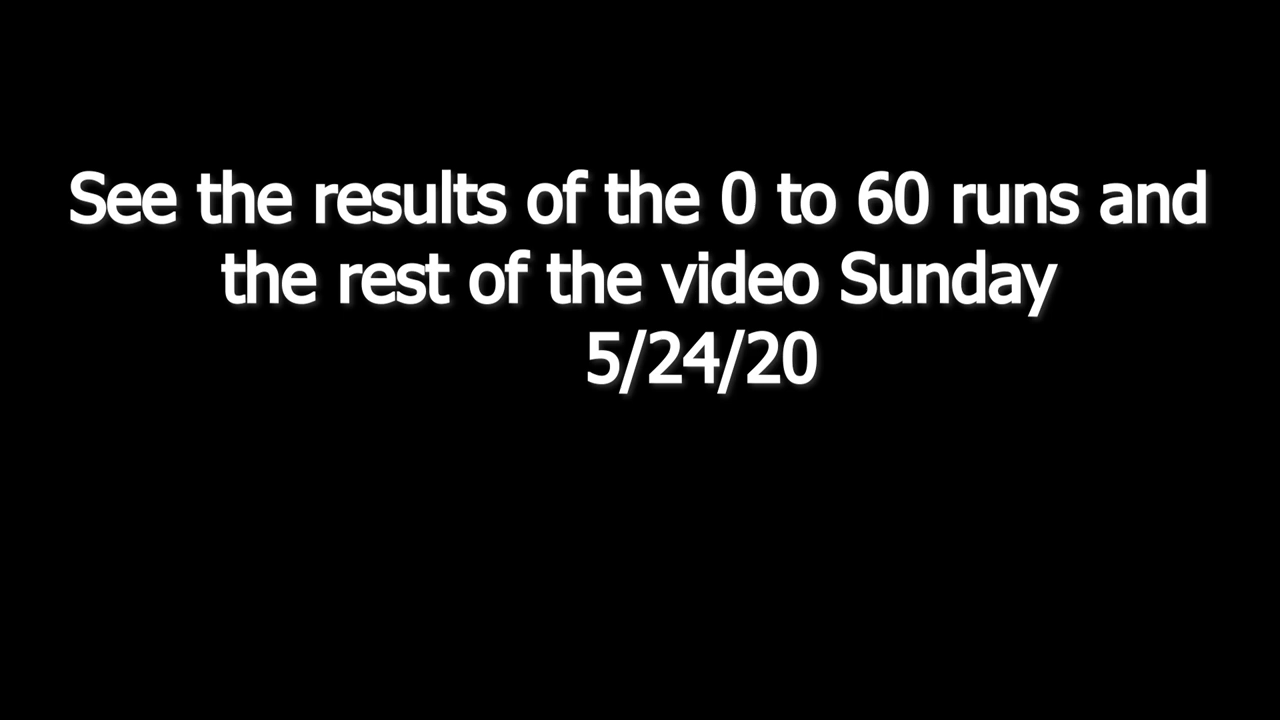 See the results of the 0 to 60 runs and
the rest of the video Sunday
5/24/20